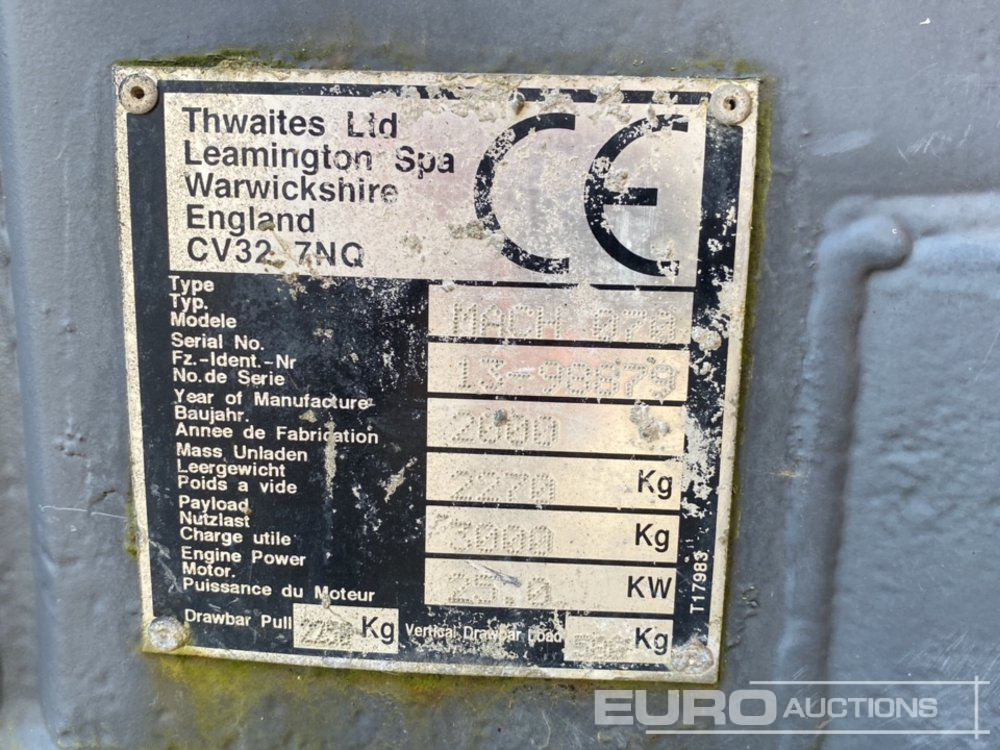 Thwaites Ltd
Leamington Spa
Warwickshire
England
CV32 7NQ
CE
Type
Typ.
Modele
MACH 070
Serial No.
Fz.-Ident.-Nr
No.de Serie
13-98879
Year of Manufacture
Baujahr.
Annee de Fabrication
2000
Mass Unladen
Leergewicht
Poids a vide
2270 Kg
Payload
Nutzlast
Charge utile
3000 Kg
Engine Power
Motor.
Puissance du Moteur
25.0 KW
Drawbar Pull Kg Vertical Drawbar Load Kg
T17983
EURO AUCTIONS